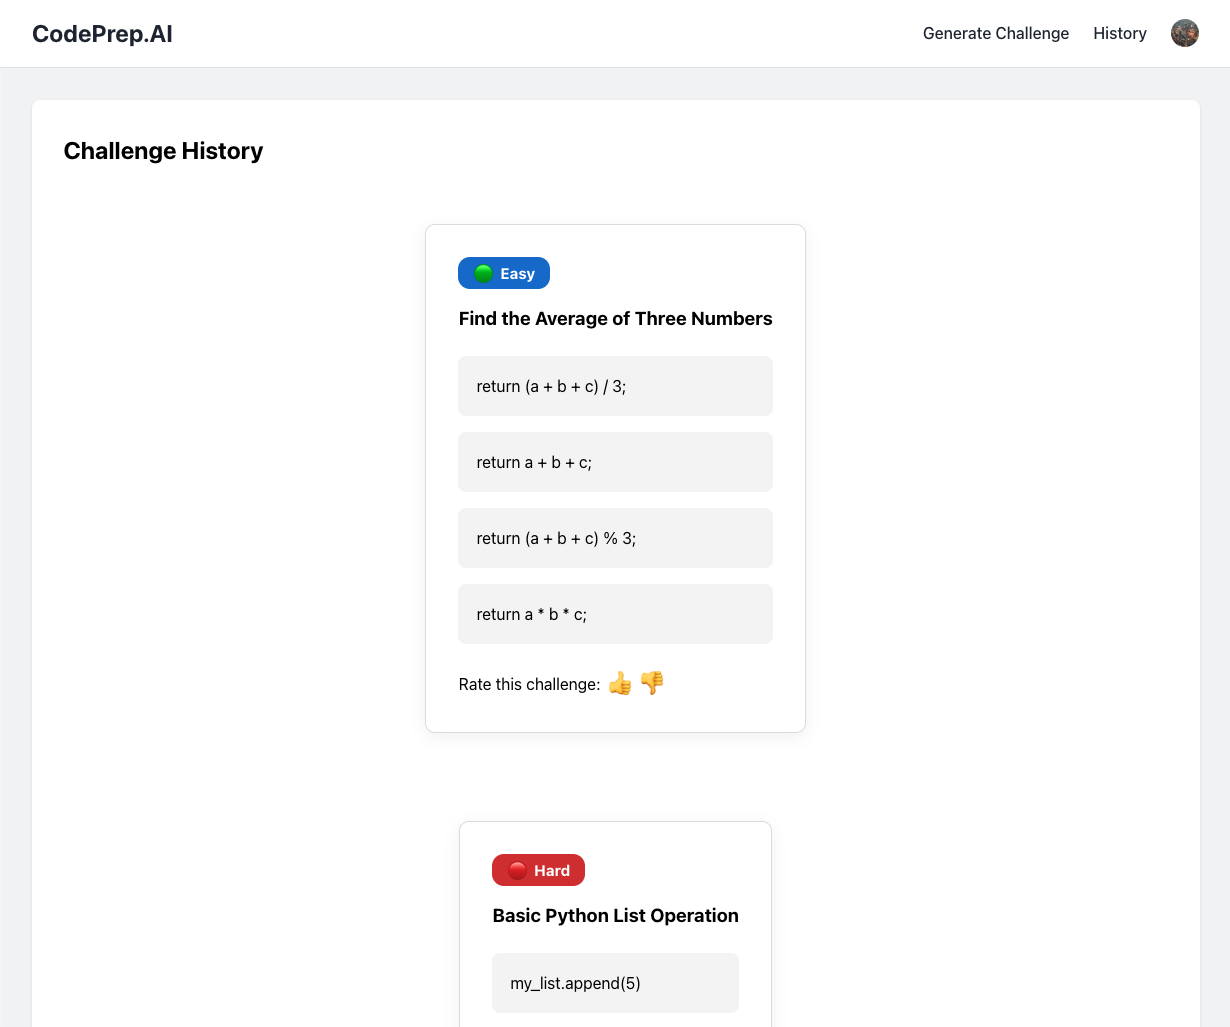 CodePrep.AI
Generate Challenge
History
Challenge History
Easy
Find the Average of Three Numbers
return (a + b + c) / 3;
return a + b + c;
return (a + b + c) % 3;
return a * b * c;
Rate this challenge:
Hard
Basic Python List Operation
my_list.append(5)